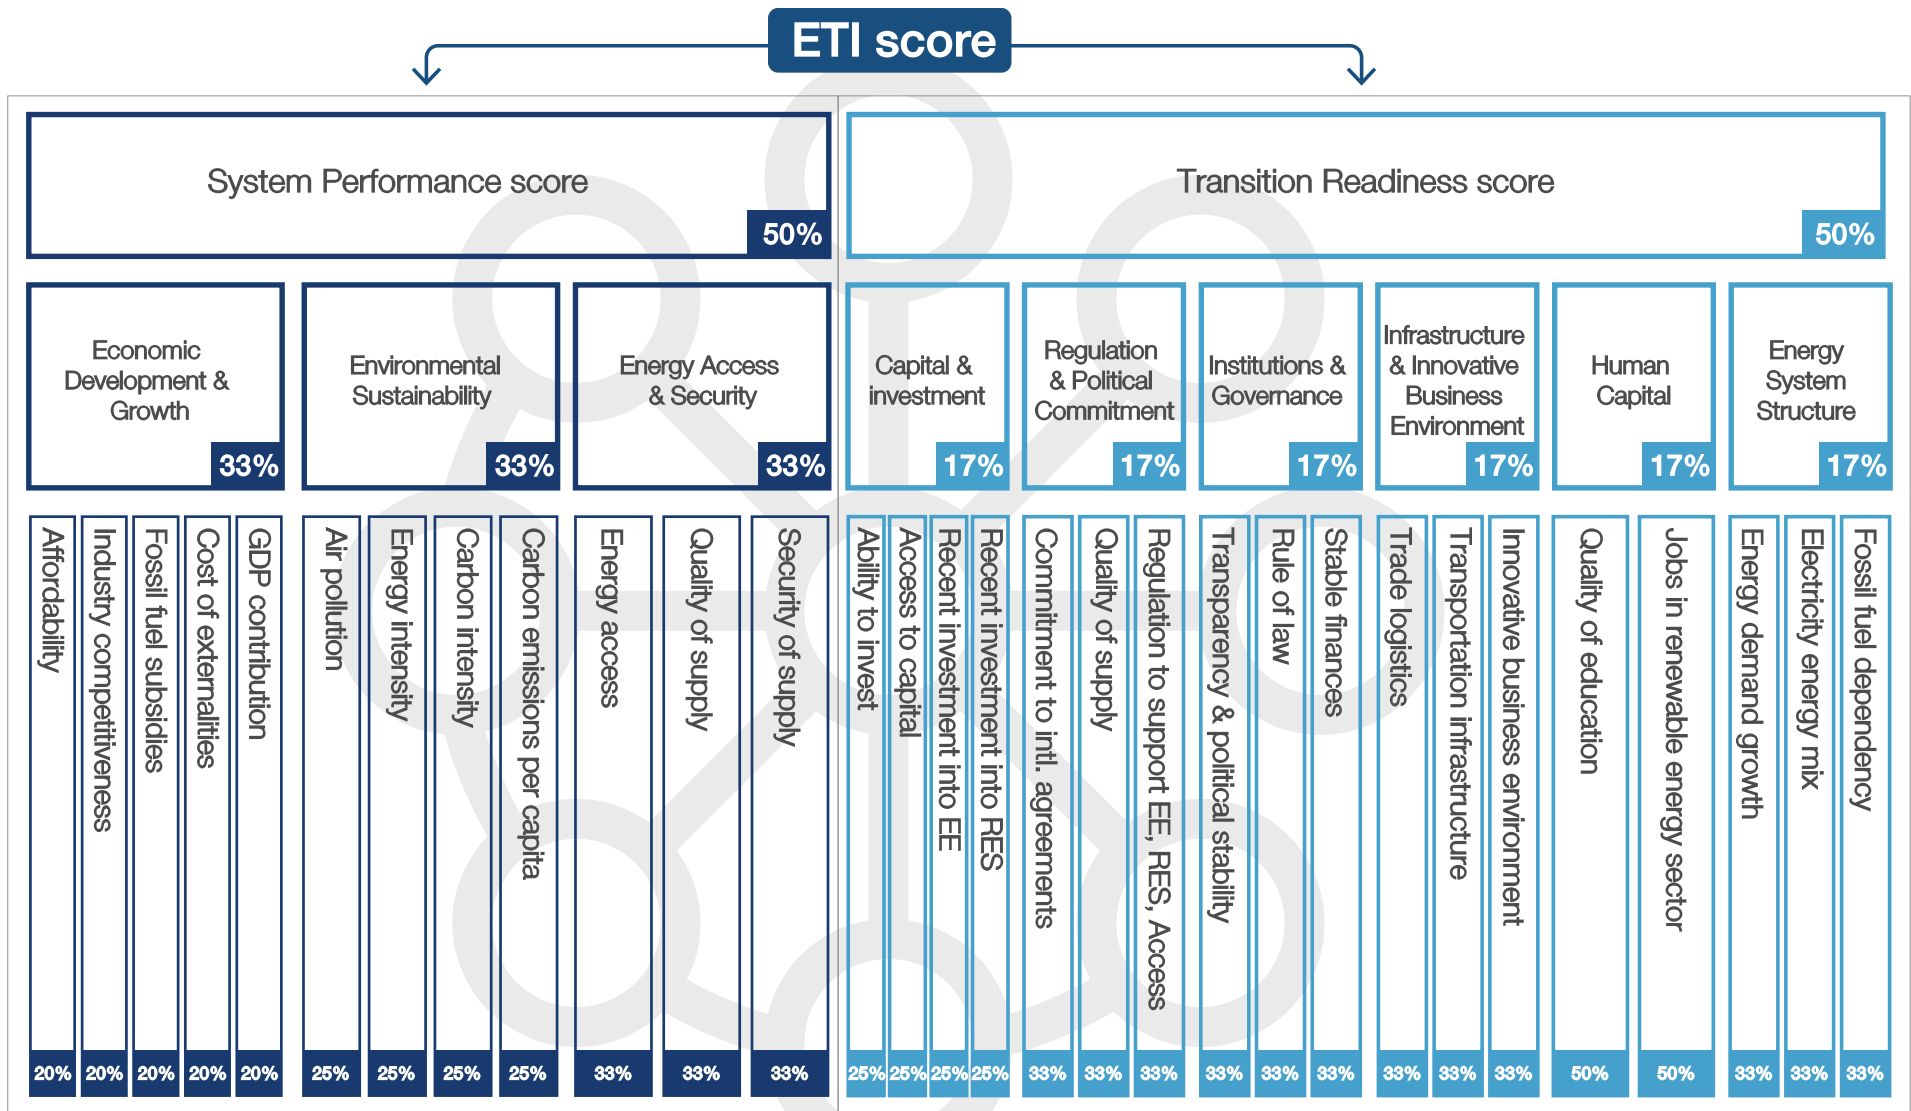 ETI score
System Performance score
50%
Transition Readiness score
50%
Economic
Development &
Growth
33%
Environmental
Sustainability
33%
Energy Access
& Security
33%
Capital &
investment
17%
Regulation
& Political
Commitment
17%
Institutions &
Governance
17%
Infrastructure
& Innovative
Business
Environment
17%
Human
Capital
17%
Energy
System
Structure
17%
Affordability
20%
Industry competitiveness
20%
Fossil fuel subsidies
20%
Cost of externalities
20%
GDP contribution
20%
Air pollution
25%
Energy intensity
25%
Carbon intensity
25%
Carbon emissions per capita
25%
Energy access
33%
Quality of supply
33%
Security of supply
33%
Ability to invest
25%
Access to capital
25%
Recent investment into EE
25%
Recent investment into RES
25%
Commitment to intl. agreements
33%
Quality of supply
33%
Regulation to support EE, RES, Access
33%
Transparency & political stability
33%
Rule of law
33%
Stable finances
33%
Trade logistics
33%
Transportation infrastructure
33%
Innovative business environment
33%
Quality of education
50%
Jobs in renewable energy sector
50%
Energy demand growth
33%
Electricity energy mix
33%
Fossil fuel dependency
33%